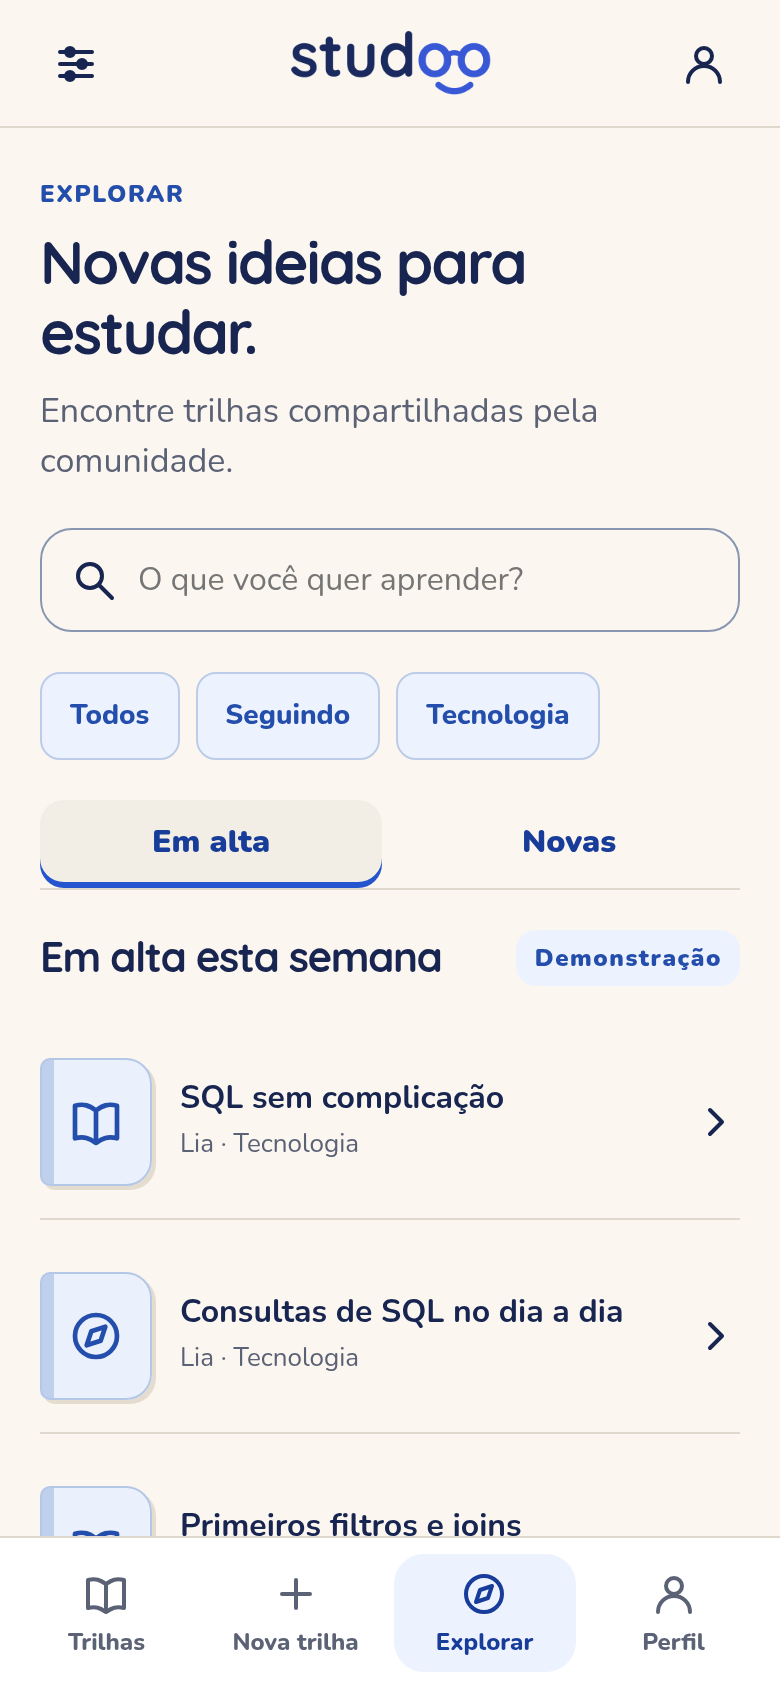 studoo
EXPLORAR
Novas ideias para
estudar.
Encontre trilhas compartilhadas pela
comunidade.
O que você quer aprender?
Todos
Seguindo
Tecnologia
Em alta
Novas
Em alta esta semana
Demonstração
SQL sem complicação
Lia · Tecnologia
Consultas de SQL no dia a dia
Lia · Tecnologia
Primeiros filtros e joins
Trilhas
Nova trilha
Explorar
Perfil